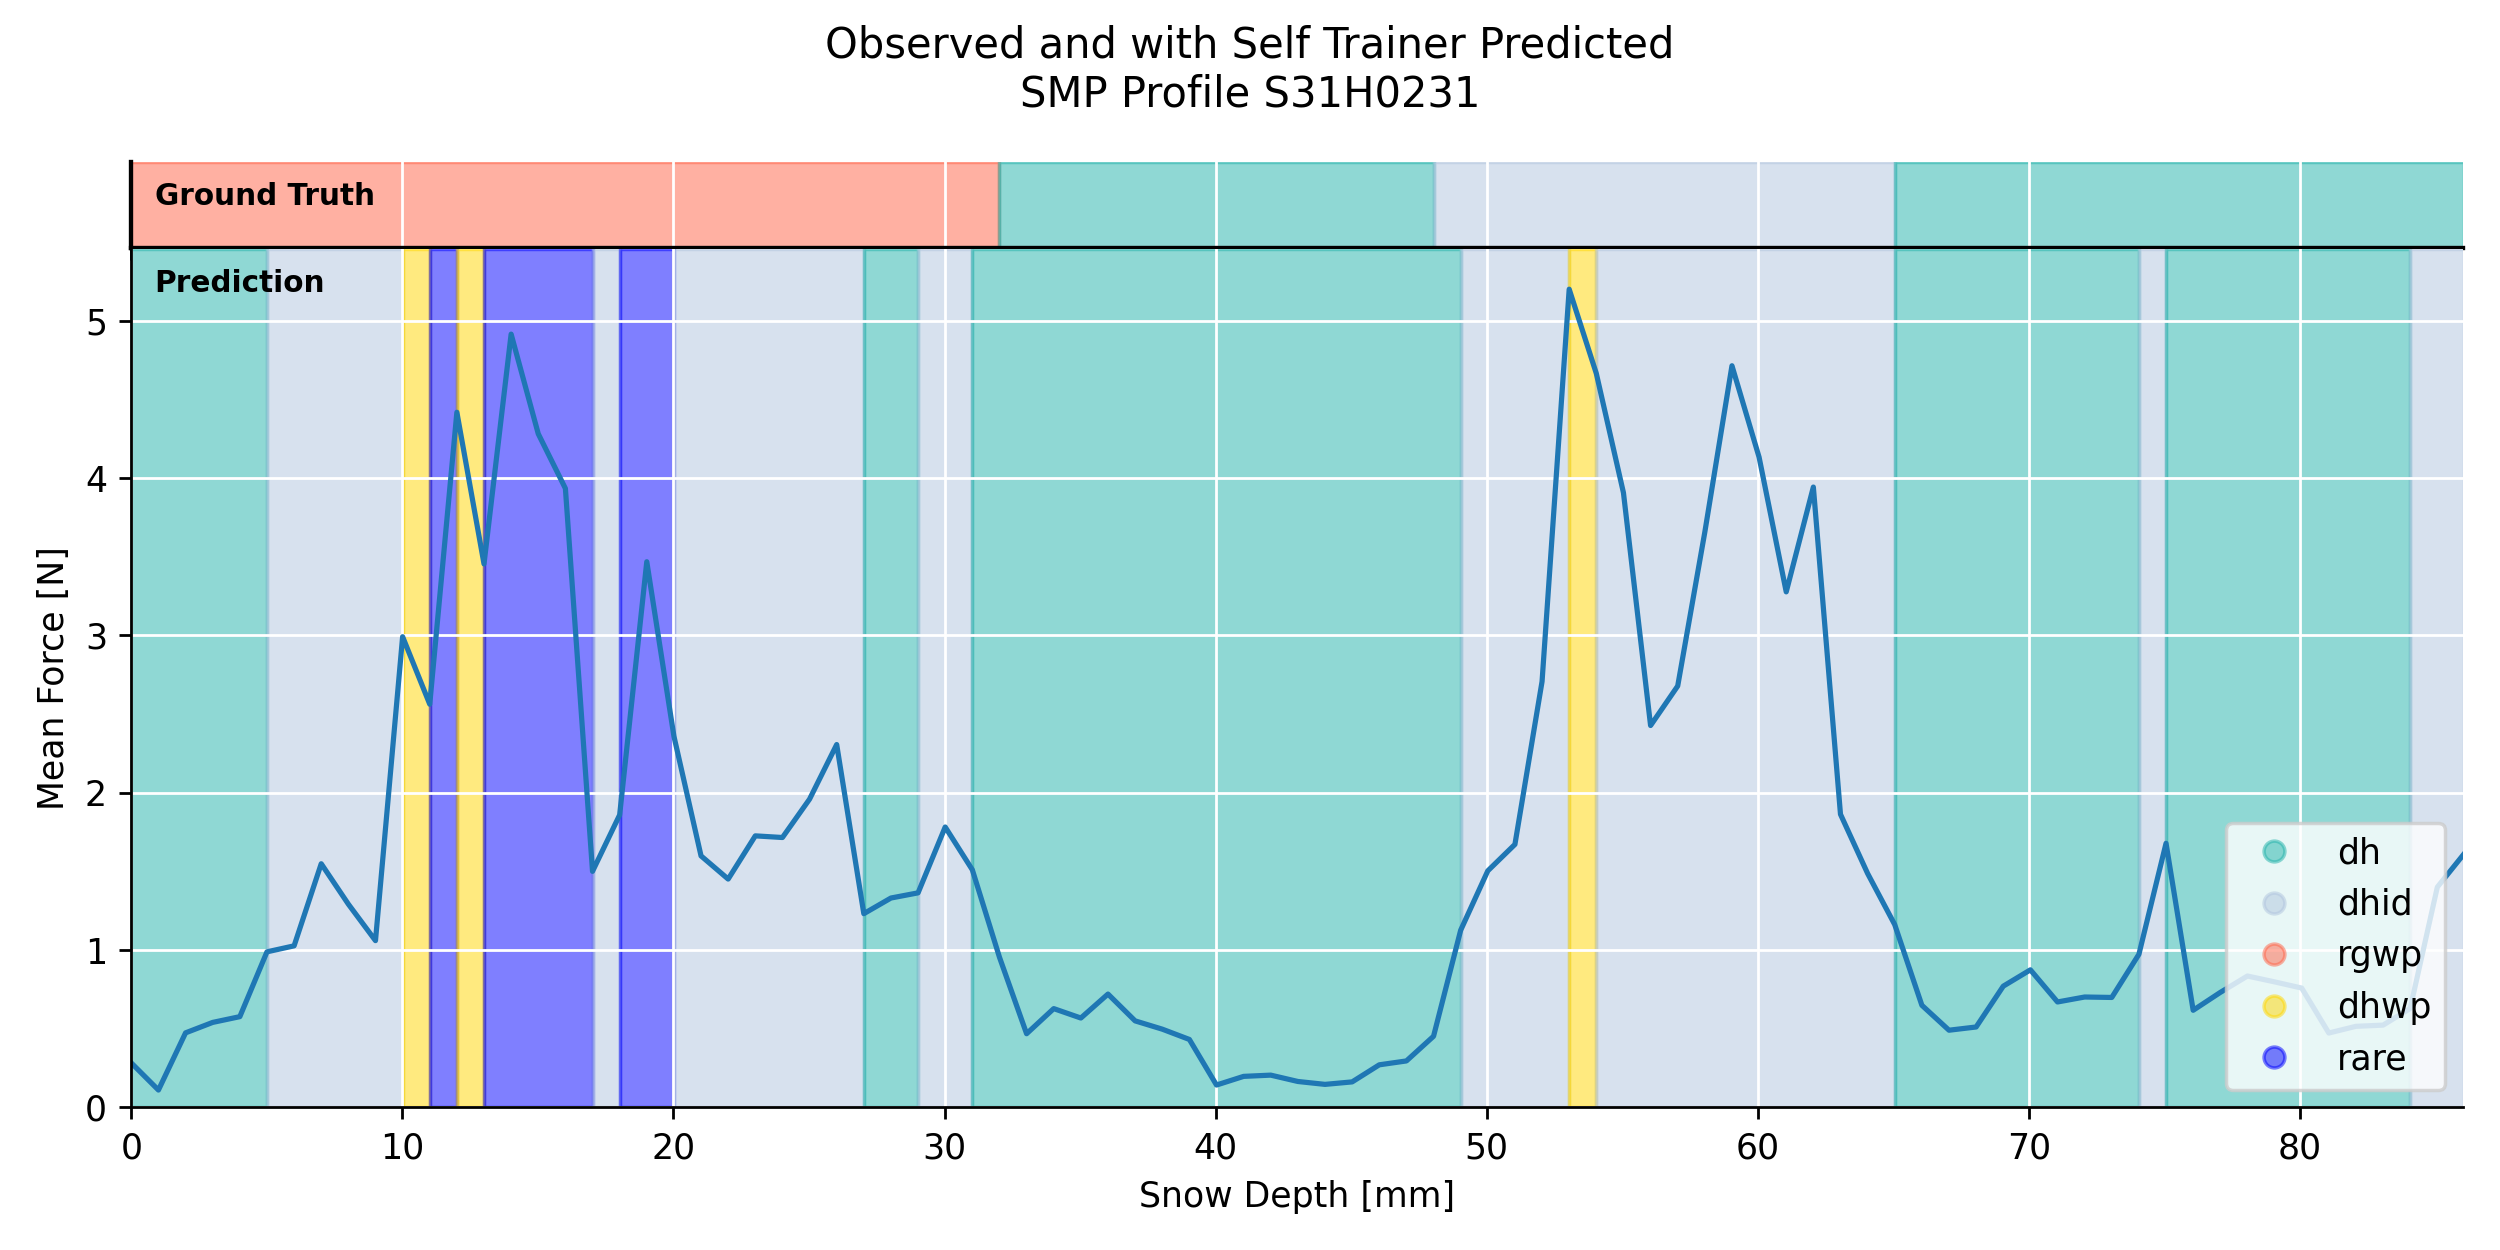 Observed and with Self Trainer Predicted
SMP Profile S31H0231
Ground Truth
Prediction
5
4
3
2
1
0
Mean Force [N]
dh
dhid
rgwp
dhwp
rare
0 10 20 30 40 50 60 70 80
Snow Depth [mm]